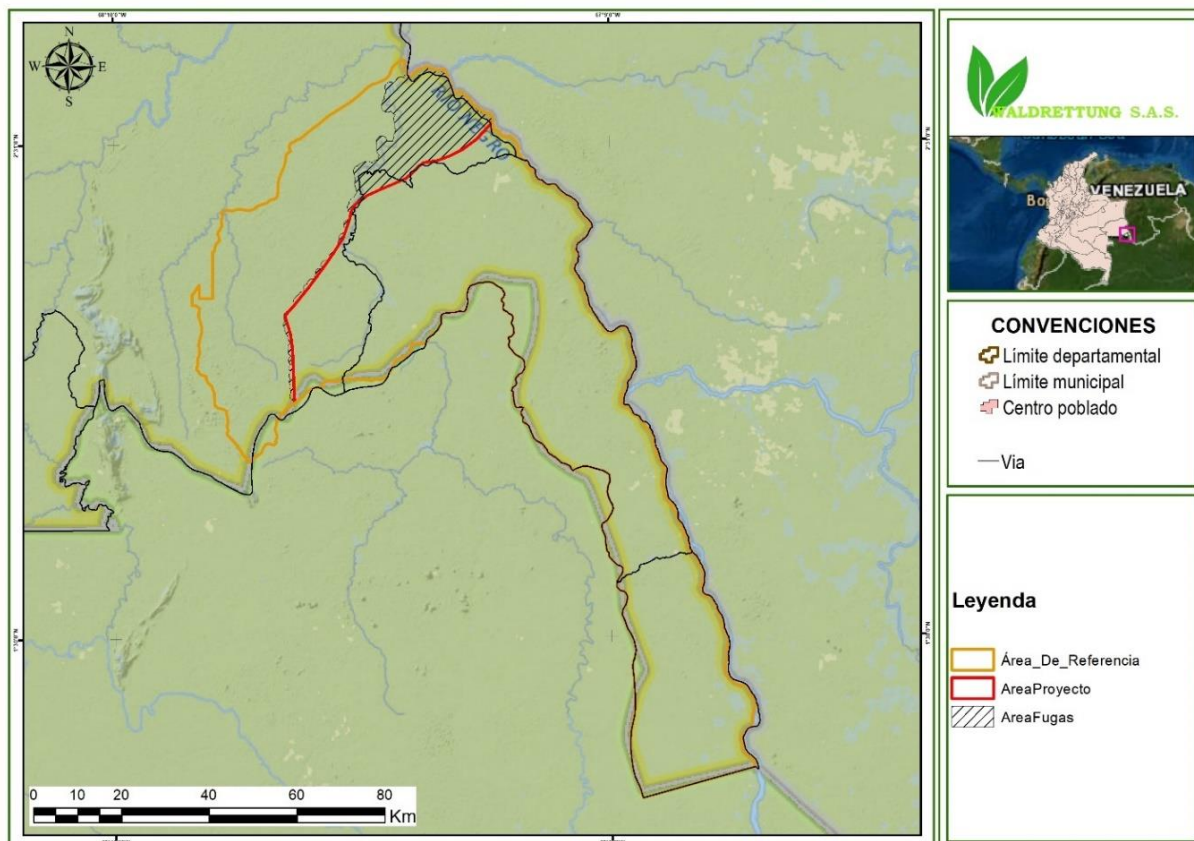 N
W E
S
RIO NEGRO
0 10 20 40 60 80
Km
WALDRETTUNG S.A.S.
VENEZUELA
Bo
CONVENCIONES
Límite departamental
Límite municipal
Centro poblado
Via
Leyenda
Área_De_Referencia
AreaProyecto
AreaFugas